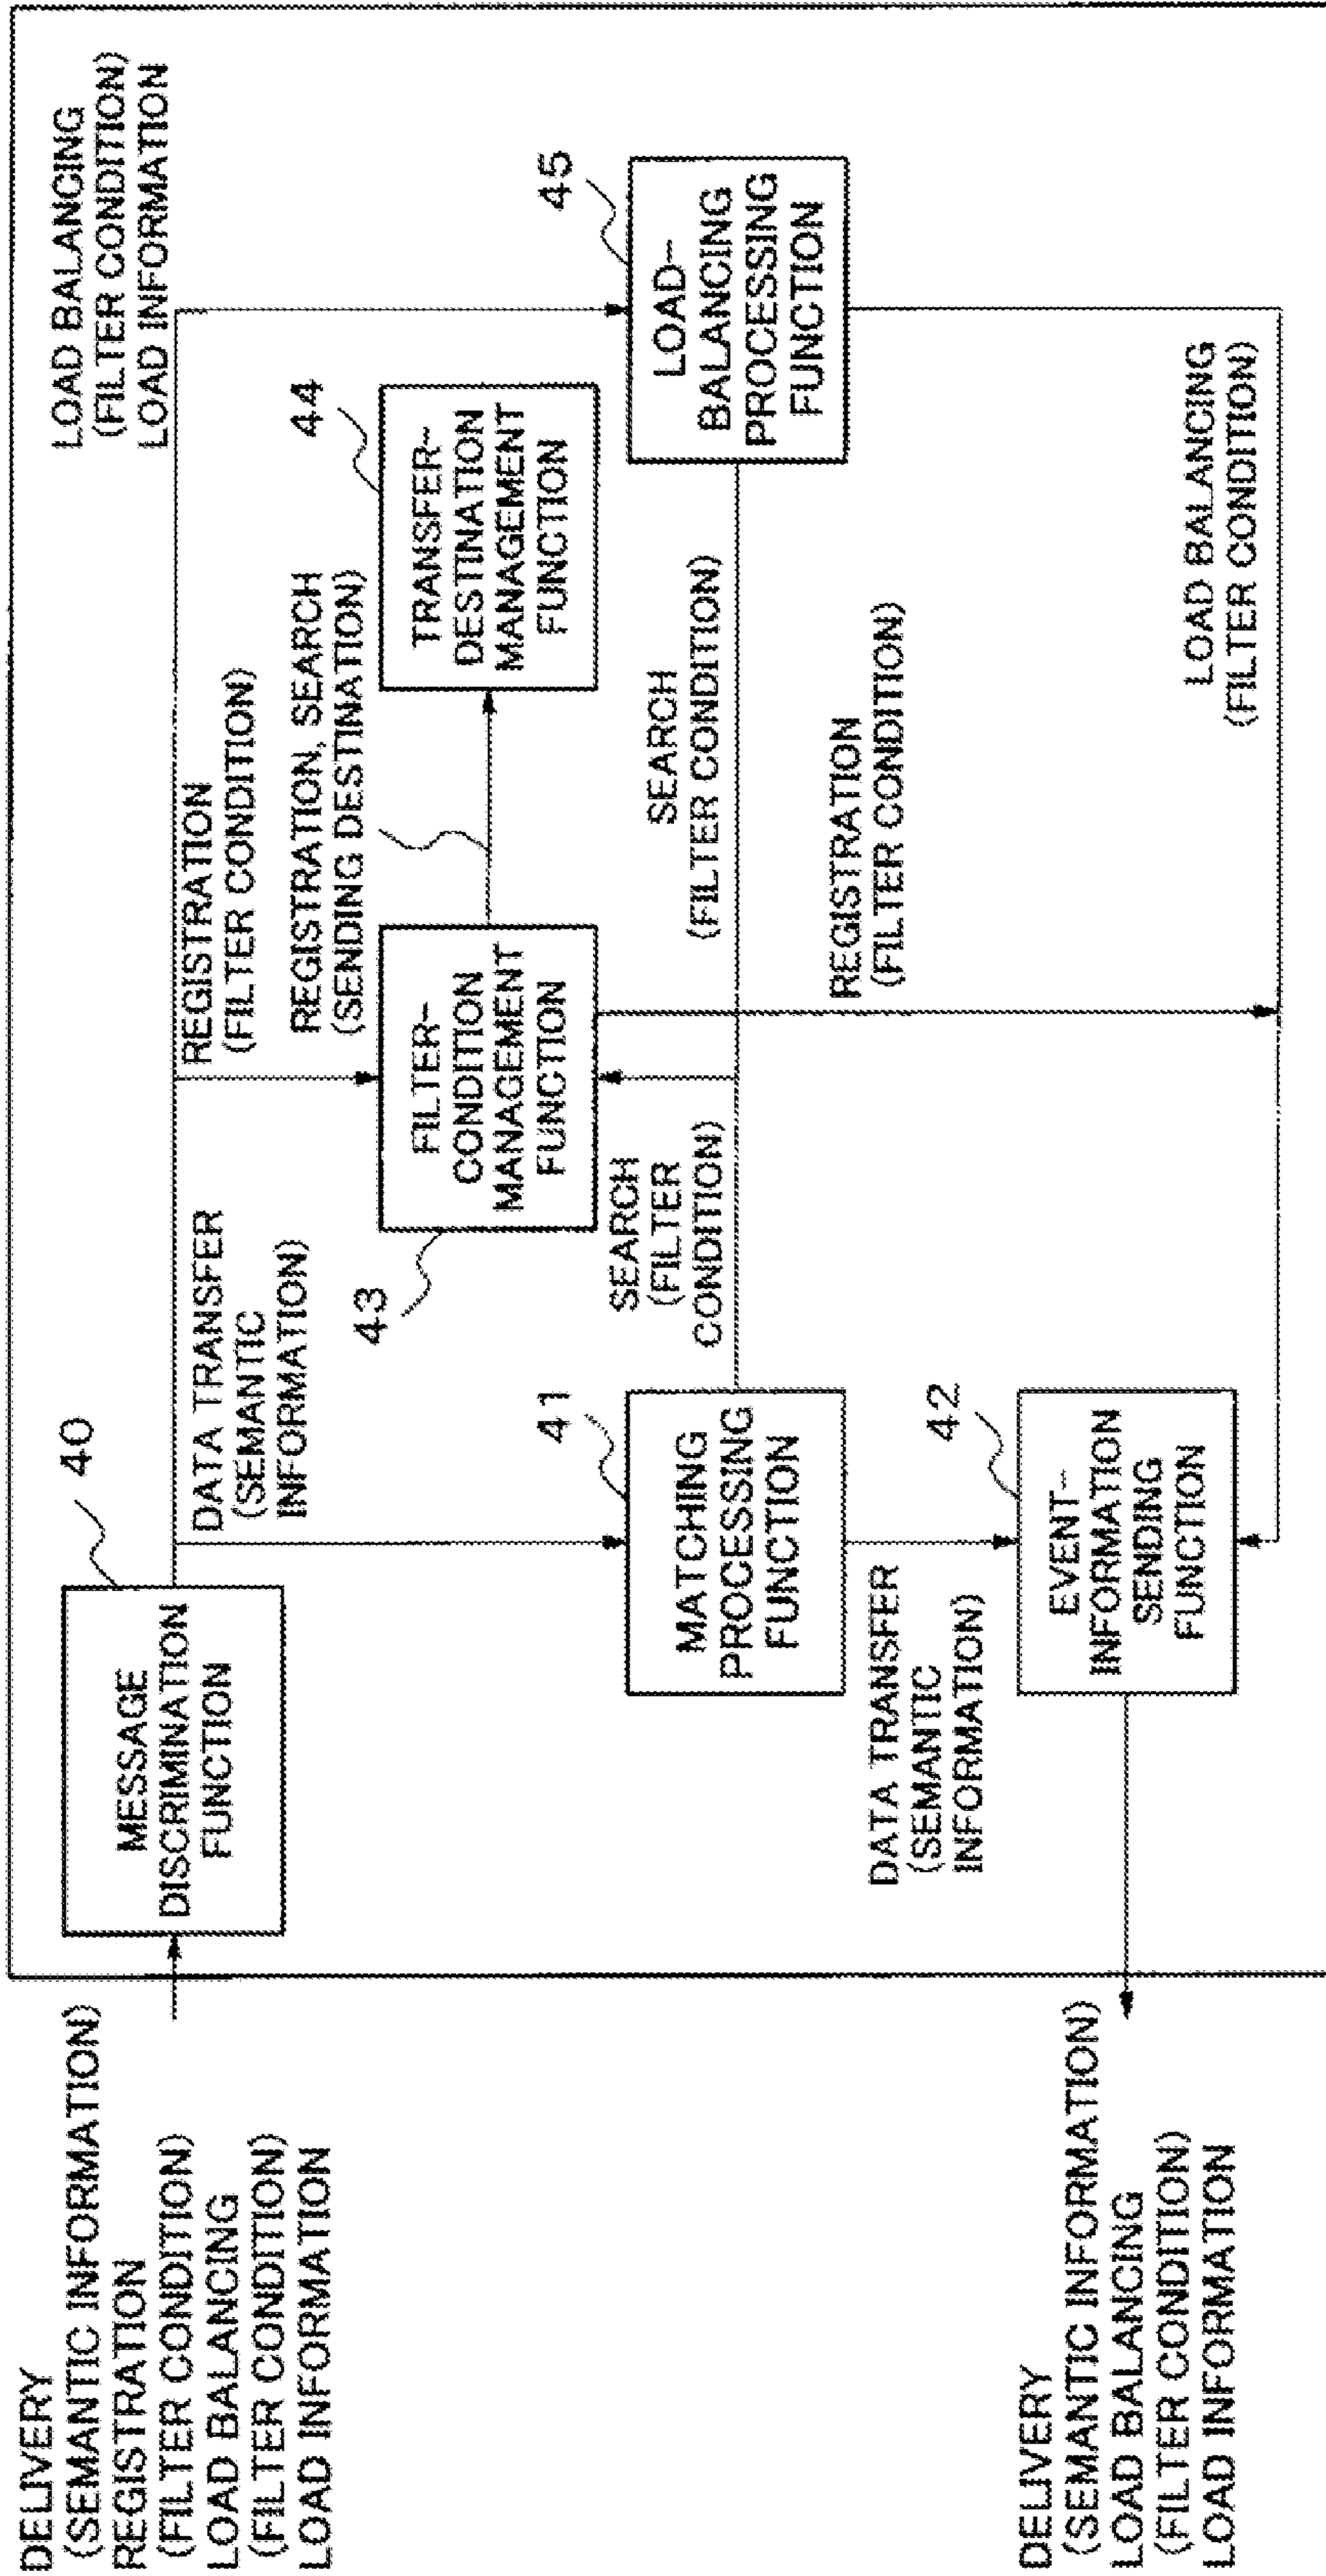 DELIVERY
(SEMANTIC INFORMATION)
REGISTRATION
(FILTER CONDITION)
LOAD BALANCING
(FILTER CONDITION)
LOAD INFORMATION
MESSAGE
DISCRIMINATION
FUNCTION
40
DATA TRANSFER
(SEMANTIC
INFORMATION)
REGISTRATION
(FILTER CONDITION)
LOAD BALANCING
(FILTER CONDITION)
LOAD INFORMATION
REGISTRATION, SEARCH
(SENDING DESTINATION)
43
FILTER-
CONDITION
MANAGEMENT
FUNCTION
44
TRANSFER-
DESTINATION
MANAGEMENT
FUNCTION
41
MATCHING
PROCESSING
FUNCTION
SEARCH
(FILTER
CONDITION)
SEARCH
(FILTER CONDITION)
45
LOAD-
BALANCING
PROCESSING
FUNCTION
DATA TRANSFER
(SEMANTIC
INFORMATION)
REGISTRATION
(FILTER CONDITION)
42
EVENT-
INFORMATION
SENDING
FUNCTION
LOAD BALANCING
(FILTER CONDITION)
DELIVERY
(SEMANTIC INFORMATION)
LOAD BALANCING
(FILTER CONDITION)
LOAD INFORMATION